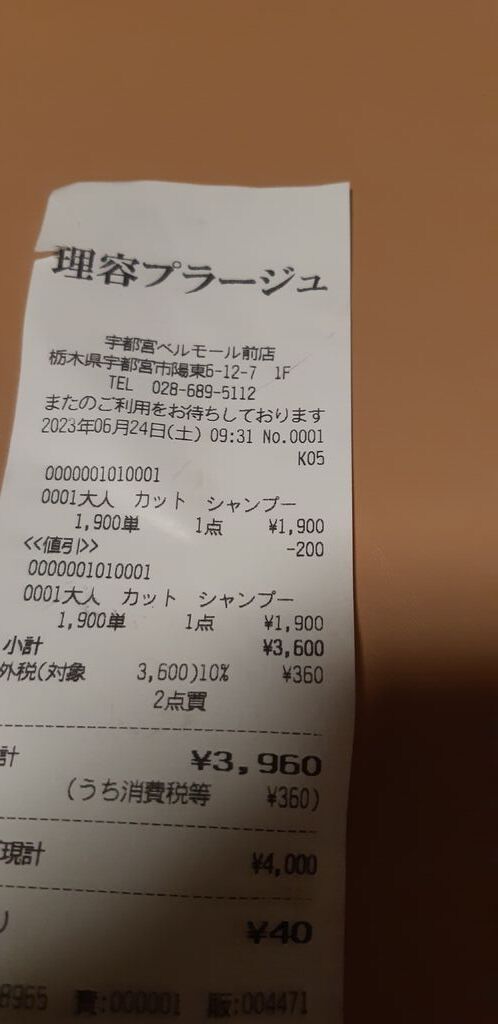 理容プラージュ
宇都宮ベルモール前店
栃木県宇都宮市陽東6-12-7 1F
TEL 028-689-5112
またのご利用をお待ちしております
2023年06月24日(土) 09:31 No.0001
K05
0000001010001
0001大人 カット シャンプー
1,900単 1点 ¥1,900
<<値引>> -200
0000001010001
0001大人 カット シャンプー
1,900単 1点 ¥1,900
小計 ¥3,600
外税(対象 3,600)10% ¥360
2点買
計 ¥3,960
(うち消費税等 ¥360)
現計 ¥4,000
り ¥40
8965 責:000001 販:004471